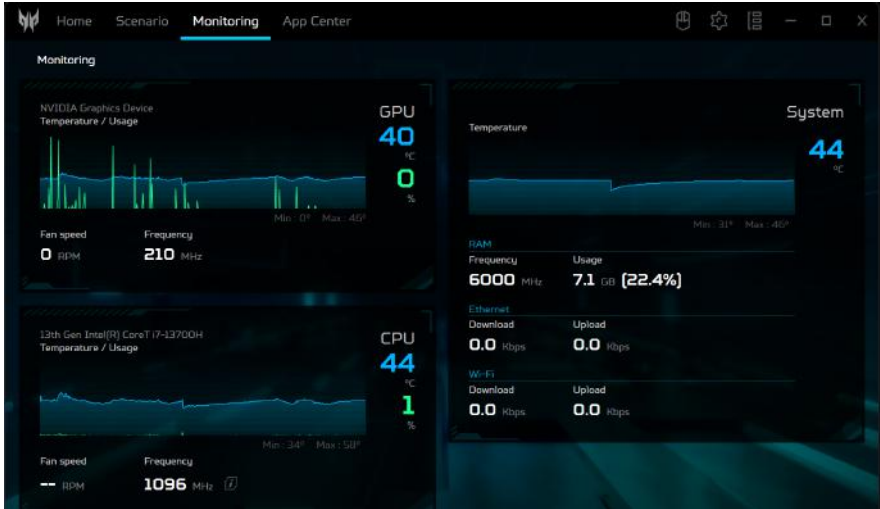 Home Scenario Monitoring App Center
Monitoring
NVIDIA Graphics Device
Temperature / Usage
GPU
40
°C
0
%
Min : 0° Max : 45°
Fan speed Frequency
0 RPM 210 MHz
13th Gen Intel(R) CoreT i7-13700H
Temperature / Usage
CPU
44
°C
1
%
Min : 34° Max : 58°
Fan speed Frequency
-- RPM 1096 MHz
System
Temperature
44
°C
Min : 31° Max : 46°
RAM
Frequency Usage
6000 MHz 7.1 GB (22.4%)
Ethernet
Download Upload
0.0 Kbps 0.0 Kbps
Wi-Fi
Download Upload
0.0 Kbps 0.0 Kbps